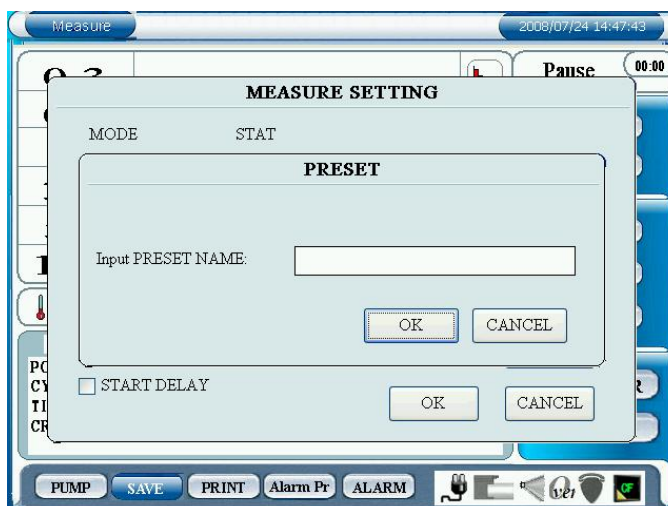 Measure
2008/07/24 14:47:43
Pause
00:00
MEASURE SETTING
MODE STAT
PRESET
Input PRESET NAME:
OK CANCEL
START DELAY
OK CANCEL
PUMP SAVE PRINT Alarm Pr ALARM
CF